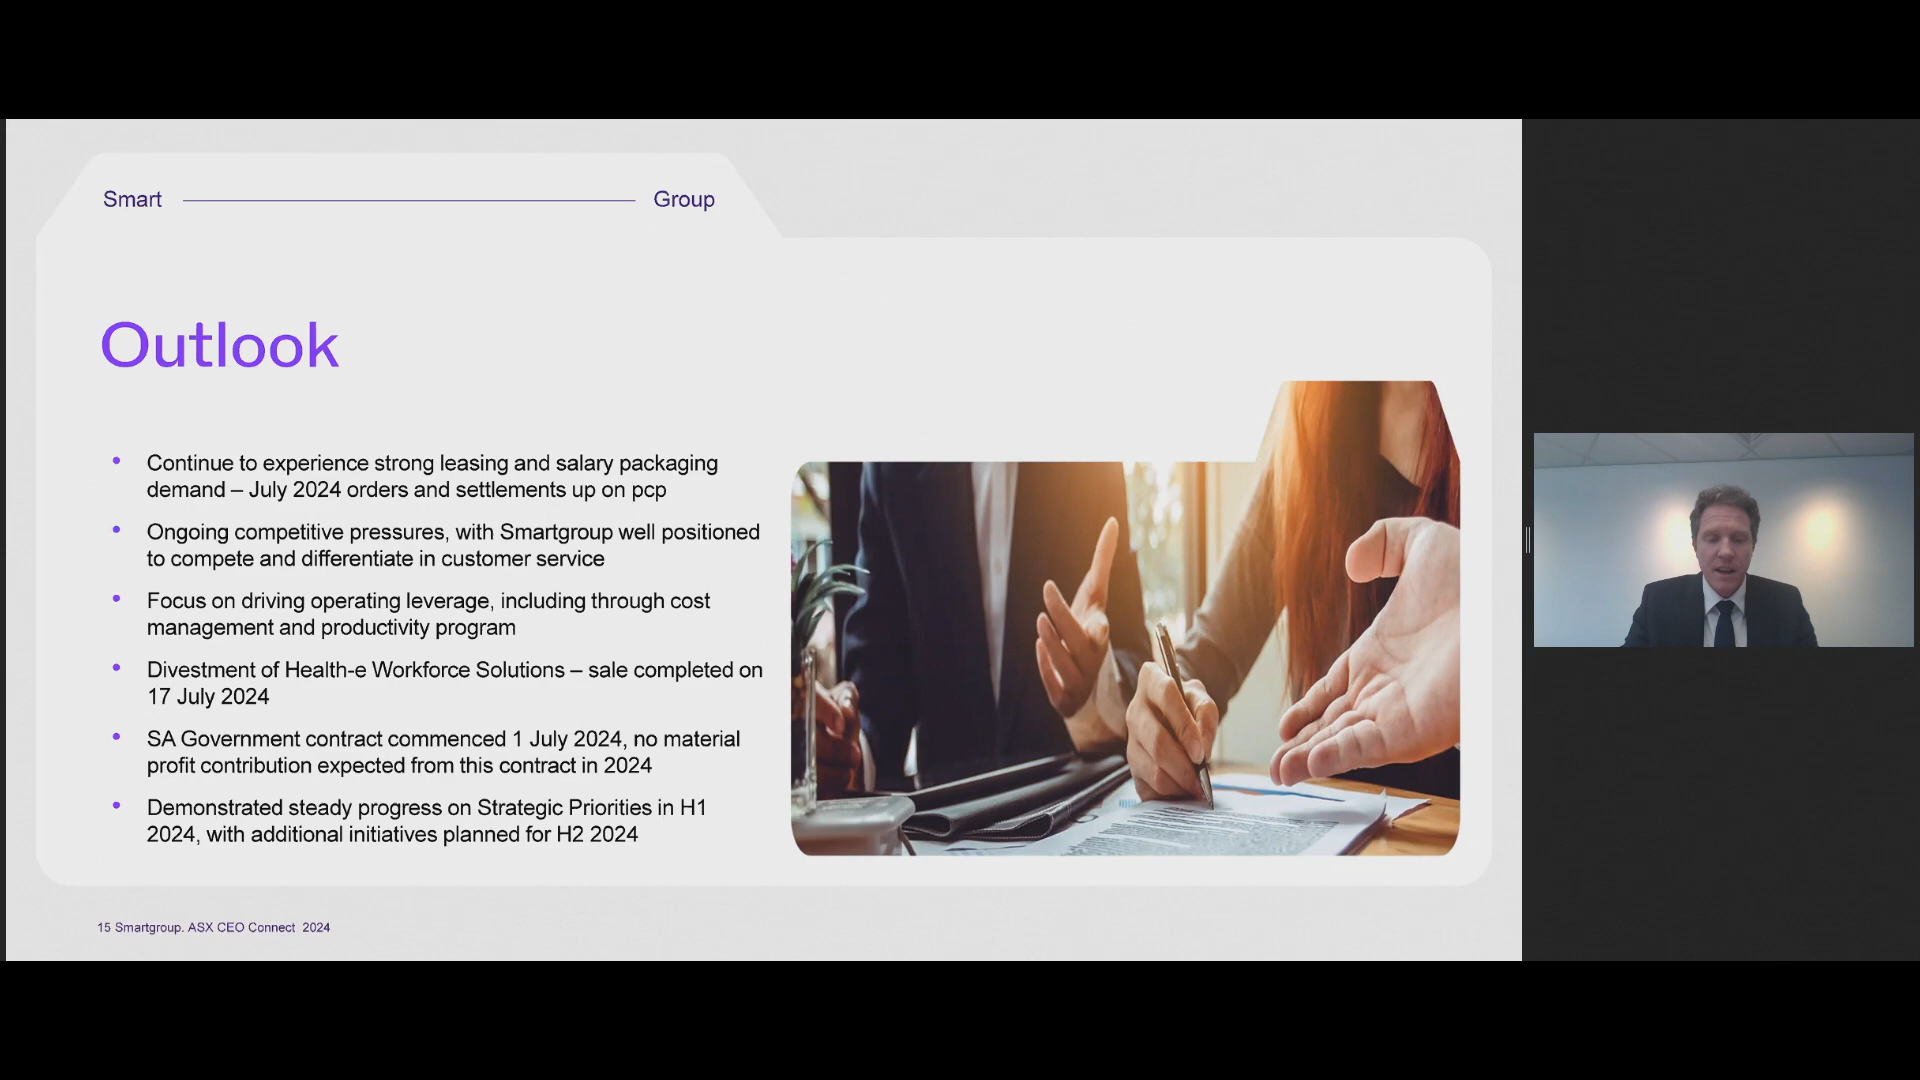 Smart Group
Outlook
• Continue to experience strong leasing and salary packaging
demand – July 2024 orders and settlements up on pcp
• Ongoing competitive pressures, with Smartgroup well positioned
to compete and differentiate in customer service
• Focus on driving operating leverage, including through cost
management and productivity program
• Divestment of Health-e Workforce Solutions – sale completed on
17 July 2024
• SA Government contract commenced 1 July 2024, no material
profit contribution expected from this contract in 2024
• Demonstrated steady progress on Strategic Priorities in H1
2024, with additional initiatives planned for H2 2024
15 Smartgroup. ASX CEO Connect 2024